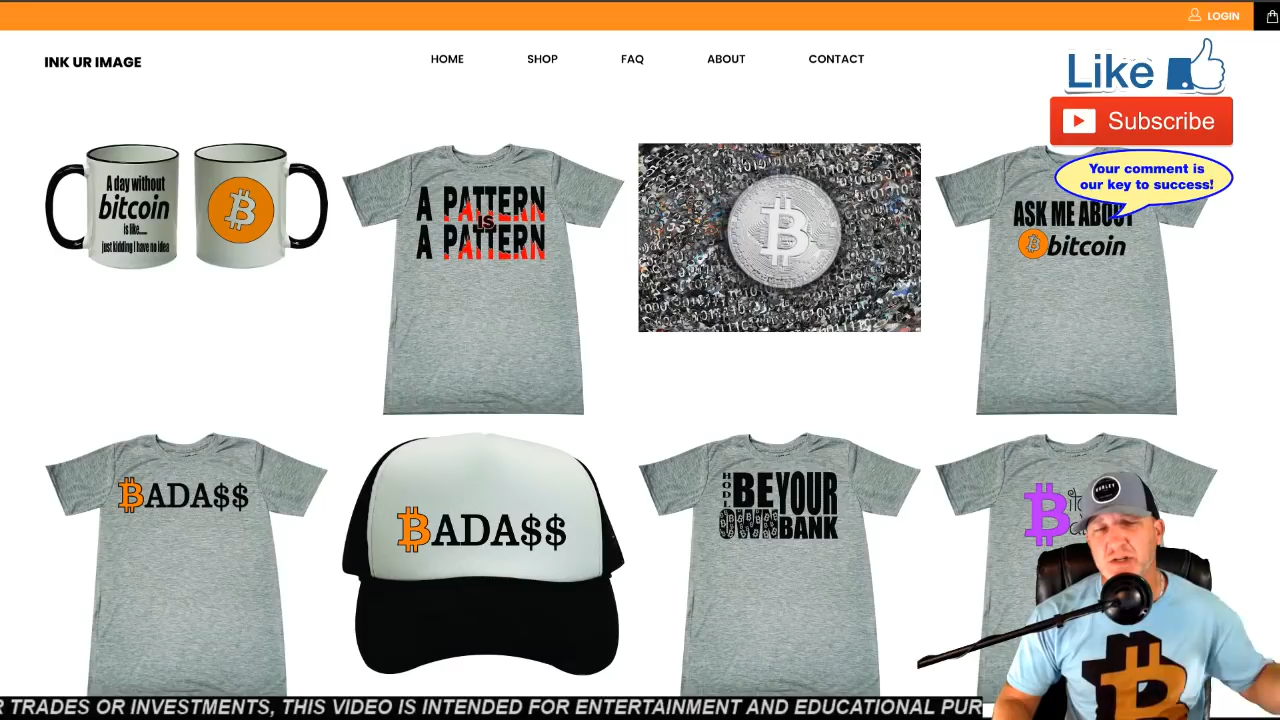 LOGIN
INK UR IMAGE
HOME
SHOP
FAQ
ABOUT
CONTACT
Like
Subscribe
Your comment is
our key to success!
A day without
bitcoin
is like.....
just kidding I have no idea
A PATTERN
IS
A PATTERN
ASK ME ABOUT
bitcoin
BADA$$
BADA$$
HODL
BE YOUR
OWN BANK
TRADES OR INVESTMENTS, THIS VIDEO IS INTENDED FOR ENTERTAINMENT AND EDUCATIONAL PUR